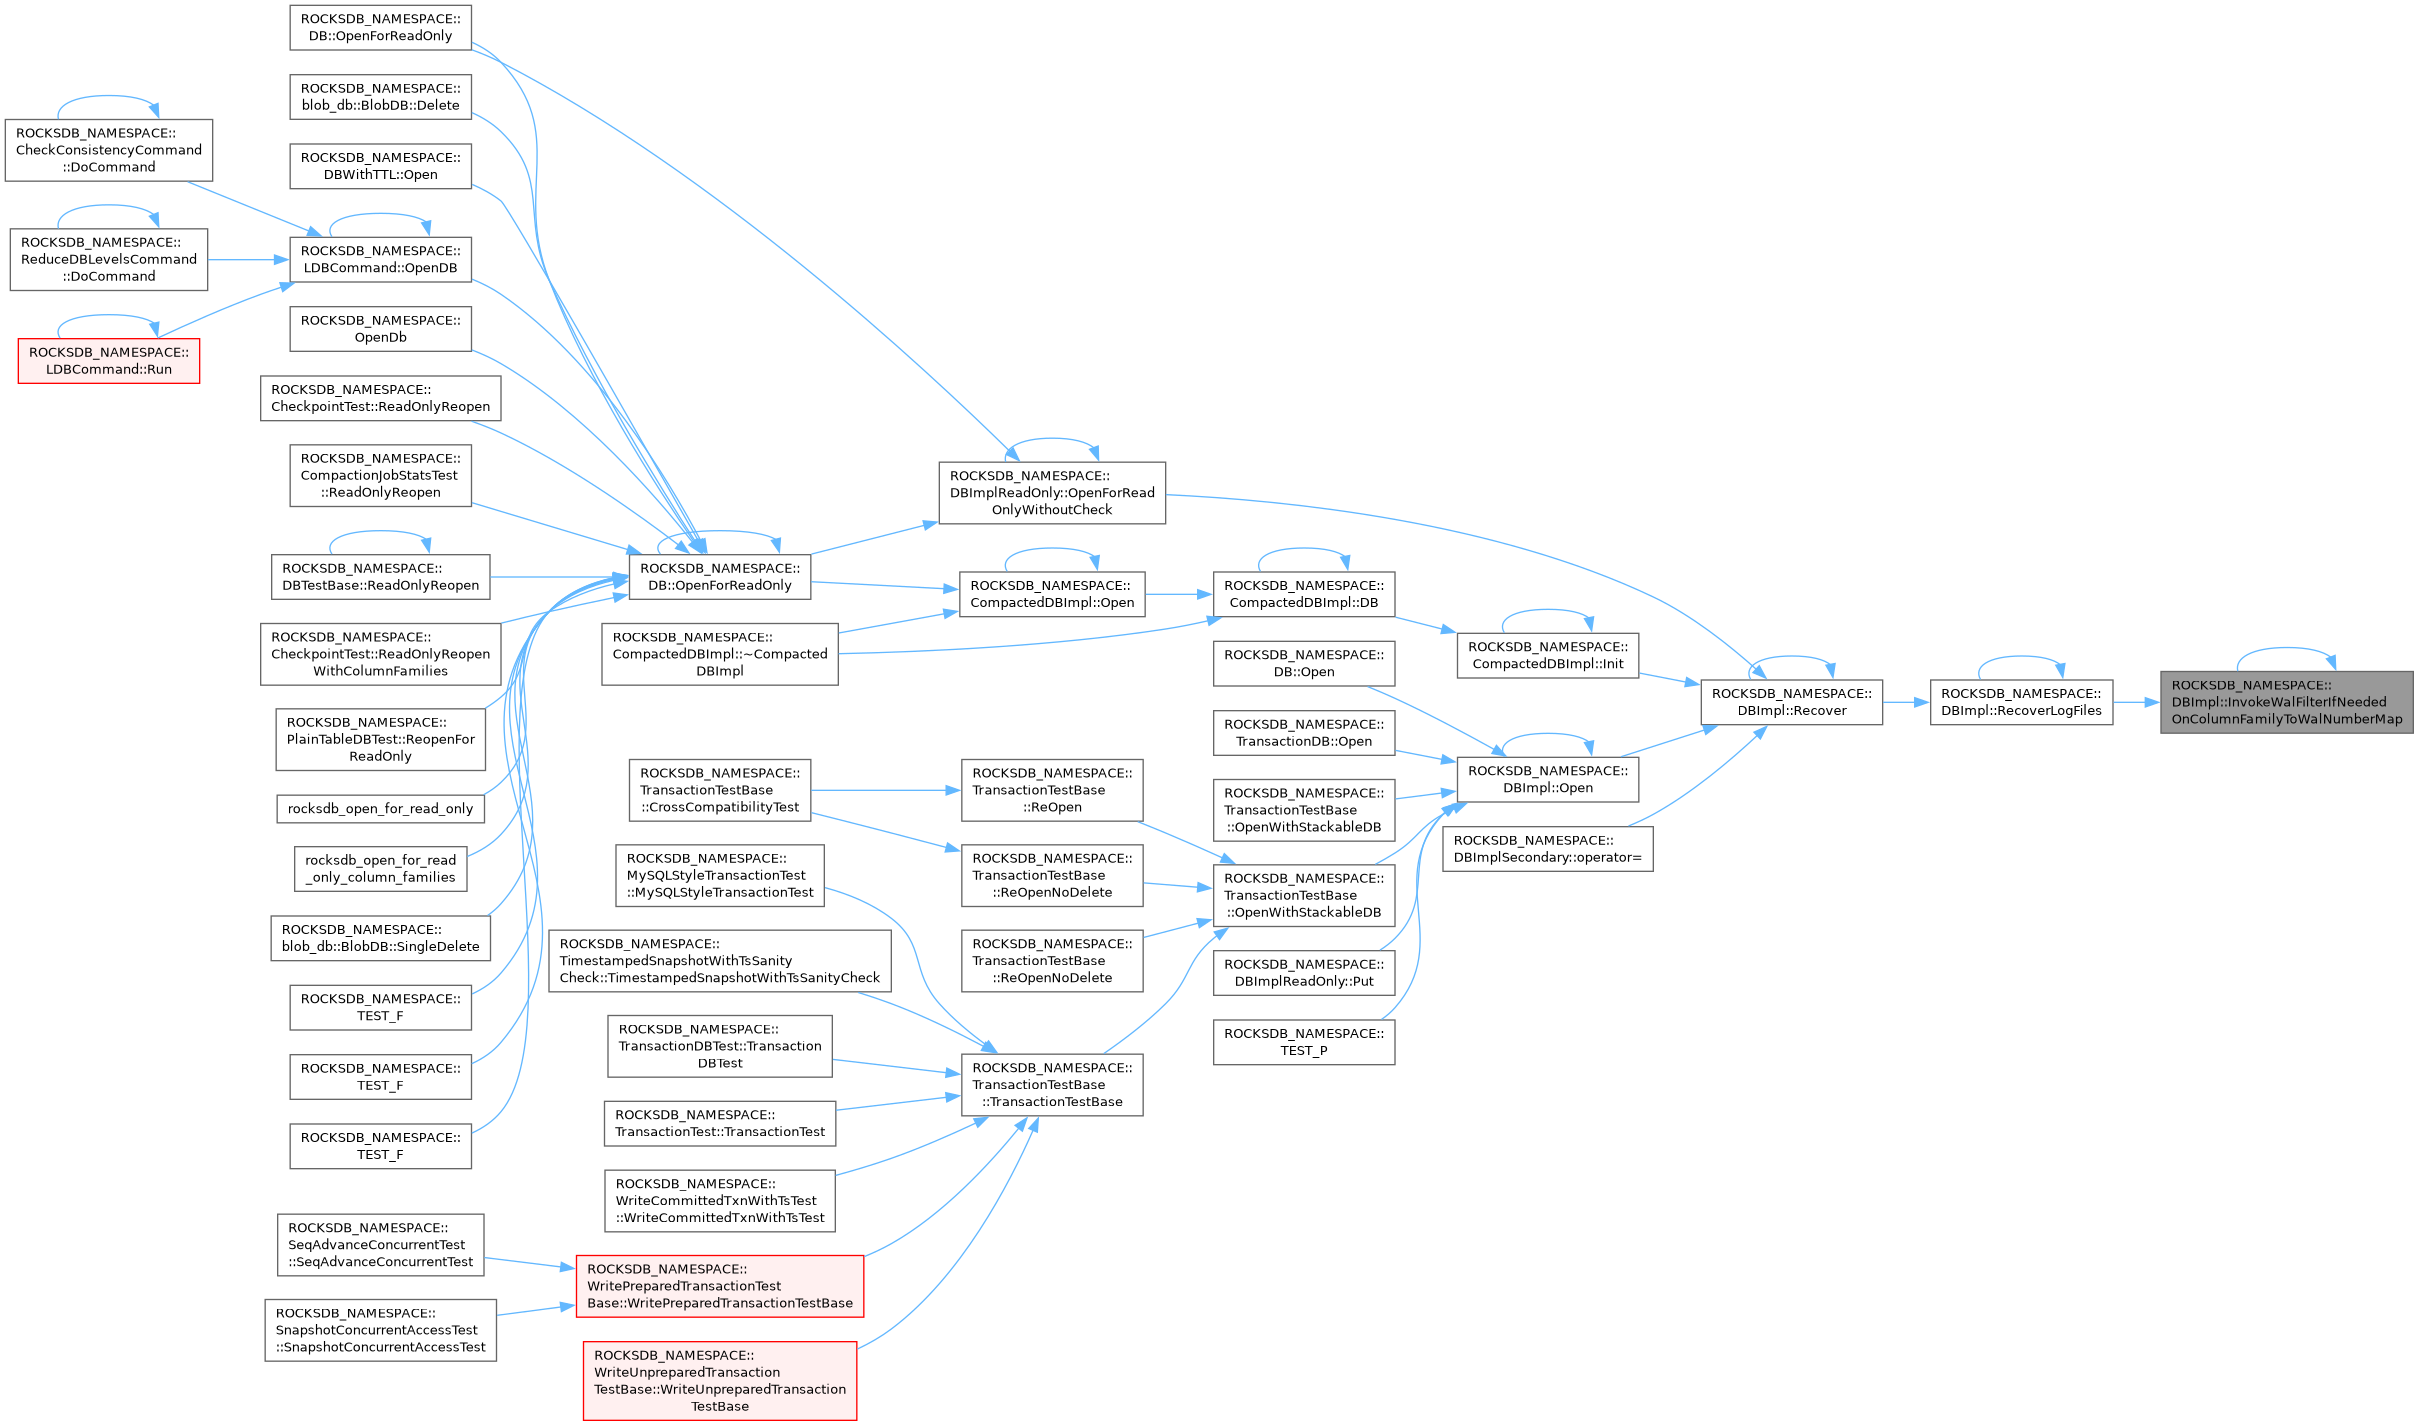 ROCKSDB_NAMESPACE::
CheckConsistencyCommand
::DoCommand
ROCKSDB_NAMESPACE::
ReduceDBLevelsCommand
::DoCommand
ROCKSDB_NAMESPACE::
LDBCommand::Run
ROCKSDB_NAMESPACE::
DB::OpenForReadOnly
ROCKSDB_NAMESPACE::
blob_db::BlobDB::Delete
ROCKSDB_NAMESPACE::
DBWithTTL::Open
ROCKSDB_NAMESPACE::
LDBCommand::OpenDB
ROCKSDB_NAMESPACE::
OpenDb
ROCKSDB_NAMESPACE::
CheckpointTest::ReadOnlyReopen
ROCKSDB_NAMESPACE::
CompactionJobStatsTest
::ReadOnlyReopen
ROCKSDB_NAMESPACE::
DBTestBase::ReadOnlyReopen
ROCKSDB_NAMESPACE::
CheckpointTest::ReadOnlyReopen
WithColumnFamilies
ROCKSDB_NAMESPACE::
PlainTableDBTest::ReopenFor
ReadOnly
rocksdb_open_for_read_only
rocksdb_open_for_read
_only_column_families
ROCKSDB_NAMESPACE::
blob_db::BlobDB::SingleDelete
ROCKSDB_NAMESPACE::
TEST_F
ROCKSDB_NAMESPACE::
TEST_F
ROCKSDB_NAMESPACE::
TEST_F
ROCKSDB_NAMESPACE::
SeqAdvanceConcurrentTest
::SeqAdvanceConcurrentTest
ROCKSDB_NAMESPACE::
SnapshotConcurrentAccessTest
::SnapshotConcurrentAccessTest
ROCKSDB_NAMESPACE::
DB::OpenForReadOnly
ROCKSDB_NAMESPACE::
CompactedDBImpl::~Compacted
DBImpl
ROCKSDB_NAMESPACE::
TransactionTestBase
::CrossCompatibilityTest
ROCKSDB_NAMESPACE::
MySQLStyleTransactionTest
::MySQLStyleTransactionTest
ROCKSDB_NAMESPACE::
TimestampedSnapshotWithTsSanity
Check::TimestampedSnapshotWithTsSanityCheck
ROCKSDB_NAMESPACE::
TransactionDBTest::Transaction
DBTest
ROCKSDB_NAMESPACE::
TransactionTest::TransactionTest
ROCKSDB_NAMESPACE::
WriteCommittedTxnWithTsTest
::WriteCommittedTxnWithTsTest
ROCKSDB_NAMESPACE::
WritePreparedTransactionTest
Base::WritePreparedTransactionTestBase
ROCKSDB_NAMESPACE::
WriteUnpreparedTransaction
TestBase::WriteUnpreparedTransaction
TestBase
ROCKSDB_NAMESPACE::
DBImplReadOnly::OpenForRead
OnlyWithoutCheck
ROCKSDB_NAMESPACE::
CompactedDBImpl::Open
ROCKSDB_NAMESPACE::
TransactionTestBase
::ReOpen
ROCKSDB_NAMESPACE::
TransactionTestBase
::ReOpenNoDelete
ROCKSDB_NAMESPACE::
TransactionTestBase
::ReOpenNoDelete
ROCKSDB_NAMESPACE::
TransactionTestBase
::TransactionTestBase
ROCKSDB_NAMESPACE::
CompactedDBImpl::DB
ROCKSDB_NAMESPACE::
DB::Open
ROCKSDB_NAMESPACE::
TransactionDB::Open
ROCKSDB_NAMESPACE::
TransactionTestBase
::OpenWithStackableDB
ROCKSDB_NAMESPACE::
TransactionTestBase
::OpenWithStackableDB
ROCKSDB_NAMESPACE::
DBImplReadOnly::Put
ROCKSDB_NAMESPACE::
TEST_P
ROCKSDB_NAMESPACE::
CompactedDBImpl::Init
ROCKSDB_NAMESPACE::
DBImpl::Open
ROCKSDB_NAMESPACE::
DBImplSecondary::operator=
ROCKSDB_NAMESPACE::
DBImpl::Recover
ROCKSDB_NAMESPACE::
DBImpl::RecoverLogFiles
ROCKSDB_NAMESPACE::
DBImpl::InvokeWalFilterIfNeeded
OnColumnFamilyToWalNumberMap